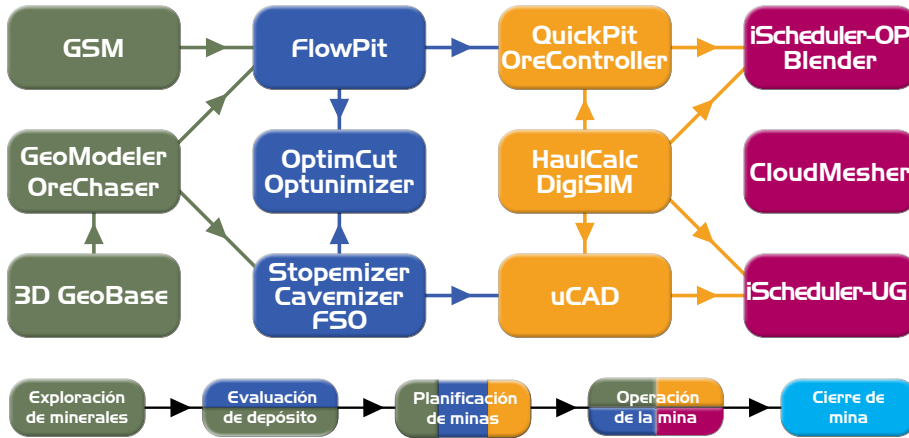 GSM
FlowPit
QuickPit
OreController
iScheduler-OP
Blender
GeoModeler
OreChaser
OptimCut
Optunimizer
HaulCalc
DigiSIM
CloudMesher
3D GeoBase
Stopemizer
Cavemizer
FSO
uCAD
iScheduler-UG
Exploración
de minerales
Evaluación
de depósito
Planificación
de minas
Operación
de la mina
Cierre de
mina